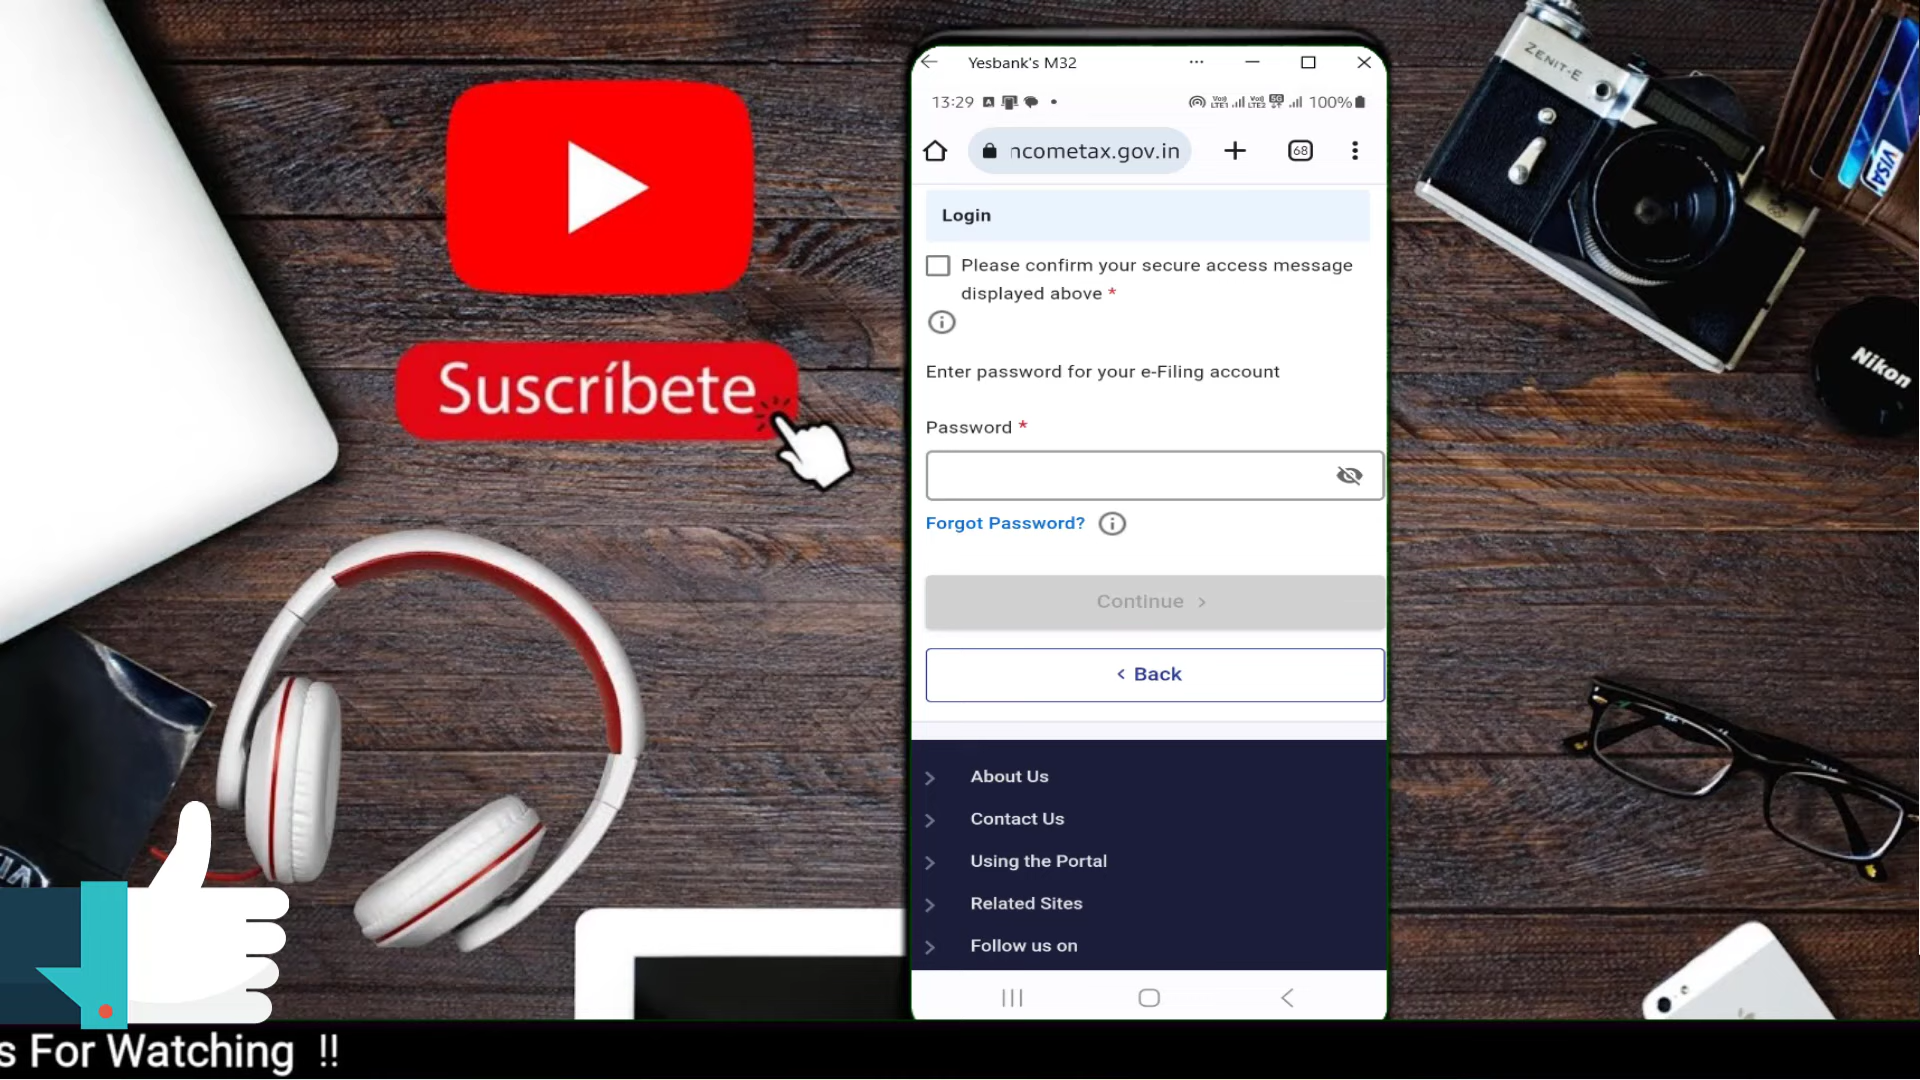 Yesbank's M32
13:29
100%
ncometax.gov.in
68
Login
Please confirm your secure access message
displayed above *
Enter password for your e-Filing account
Password *
Forgot Password?
Continue >
< Back
About Us
Contact Us
Using the Portal
Related Sites
Follow us on
Suscríbete
ZENIT-E
VISA
Nikon
s For Watching !!